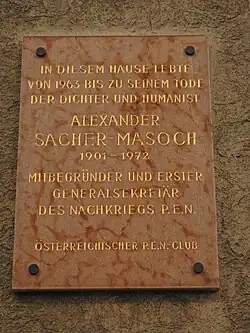 IN DIESEM HAUSE LEBTE
VON 1963 BIS ZU SEINEM TODE
DER DICHTER UND HUMANIST
ALEXANDER
SACHER-MASOCH
1901-1972
MITBEGRÜNDER UND ERSTER
GENERALSEKRETÄR
DES NACHKRIEGS P.E.N.
ÖSTERREICHISCHER P.E.N.-CLUB